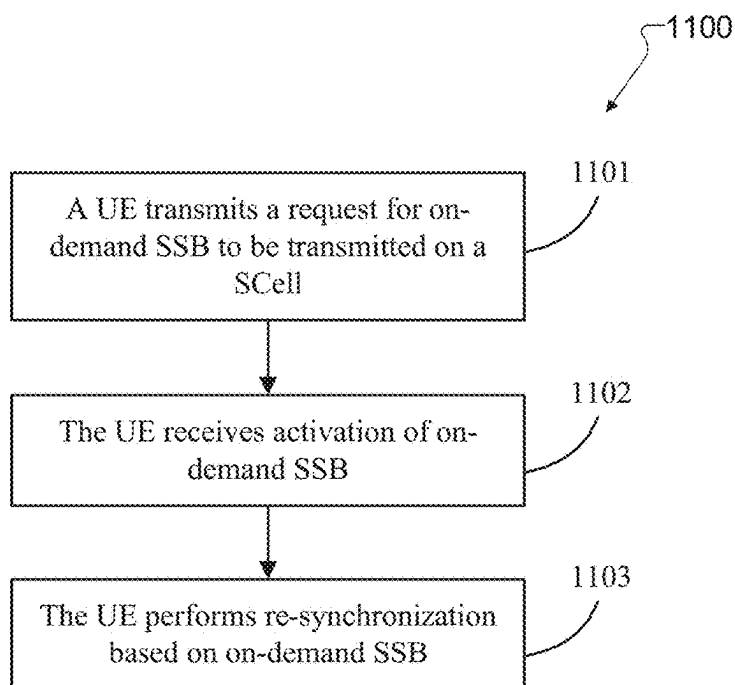 1100
1101
A UE transmits a request for on-
demand SSB to be transmitted on a
SCell
1102
The UE receives activation of on-
demand SSB
1103
The UE performs re-synchronization
based on on-demand SSB